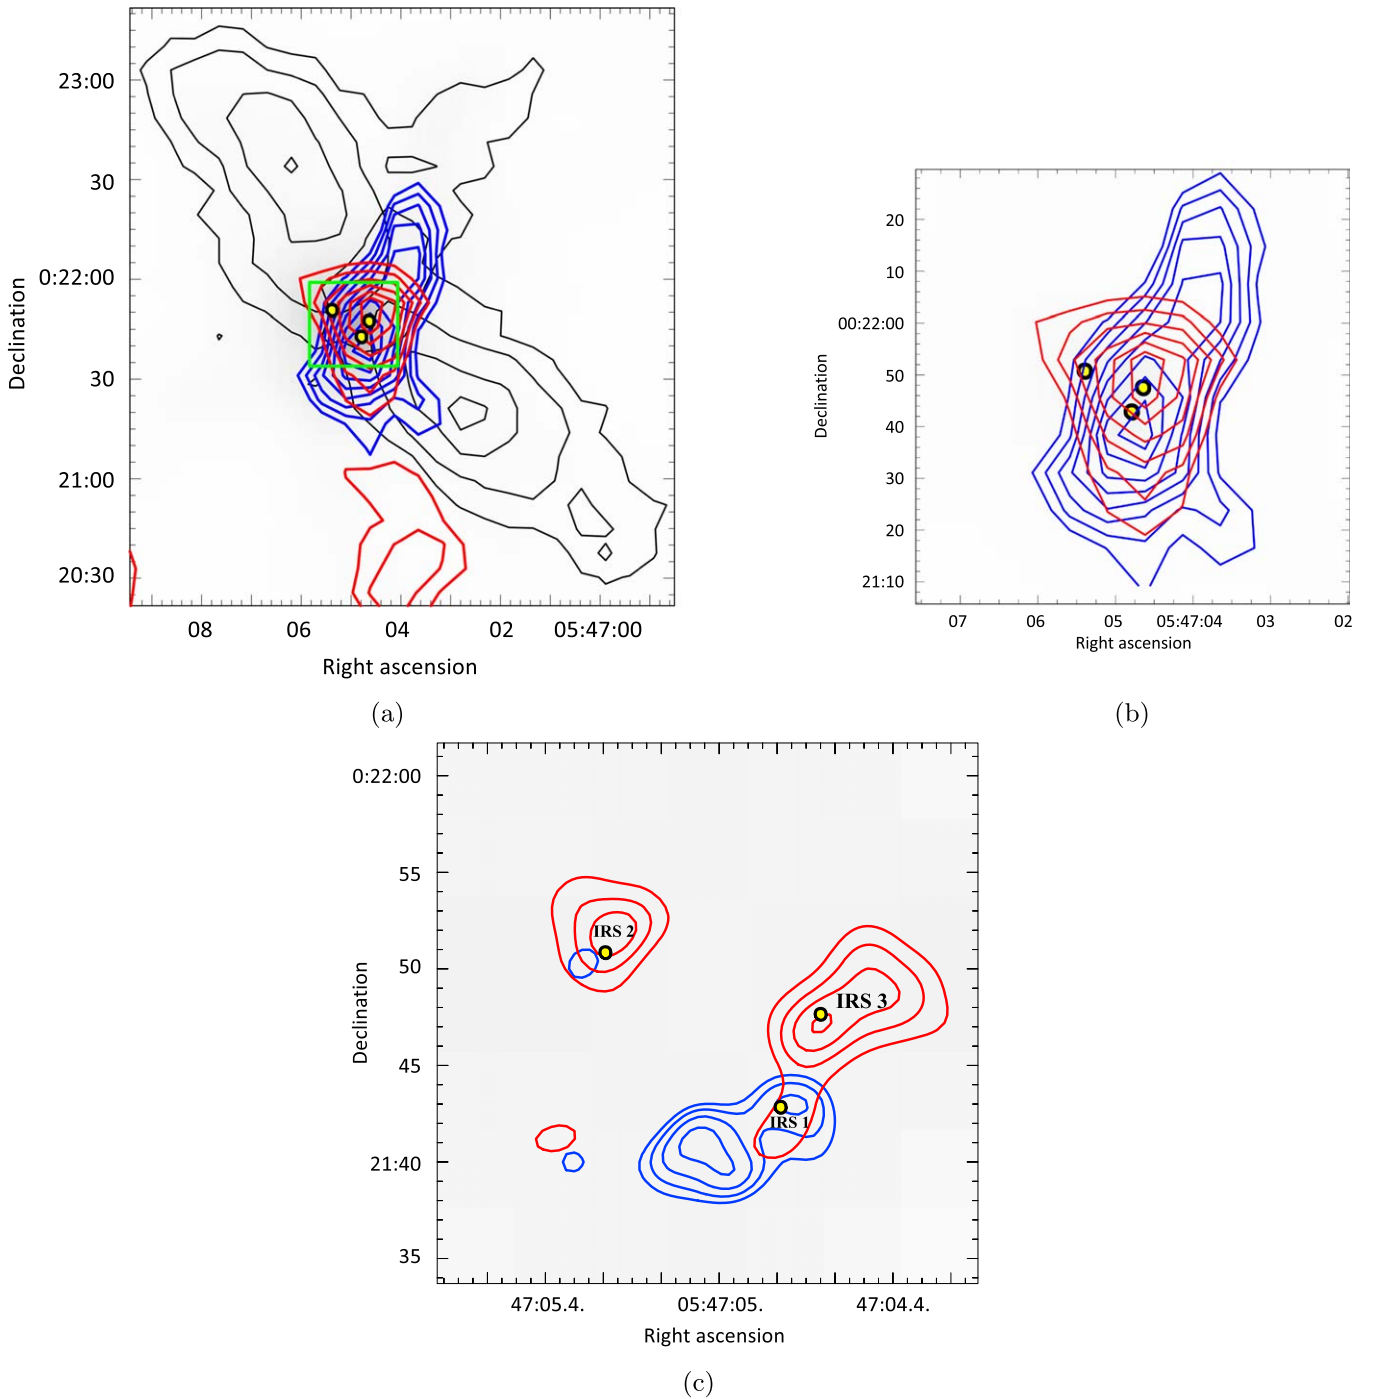 23:00
30
0:22:00
30
21:00
20:30
Declination
08 06 04 02 05:47:00
Right ascension
(a)
20
10
00:22:00
50
40
30
20
21:10
Declination
07 06 05 05:47:04 03 02
Right ascension
(b)
0:22:00
55
50
45
21:40
35
Declination
IRS 2
IRS 3
IRS 1
47:05.4. 05:47:05. 47:04.4.
Right ascension
(c)